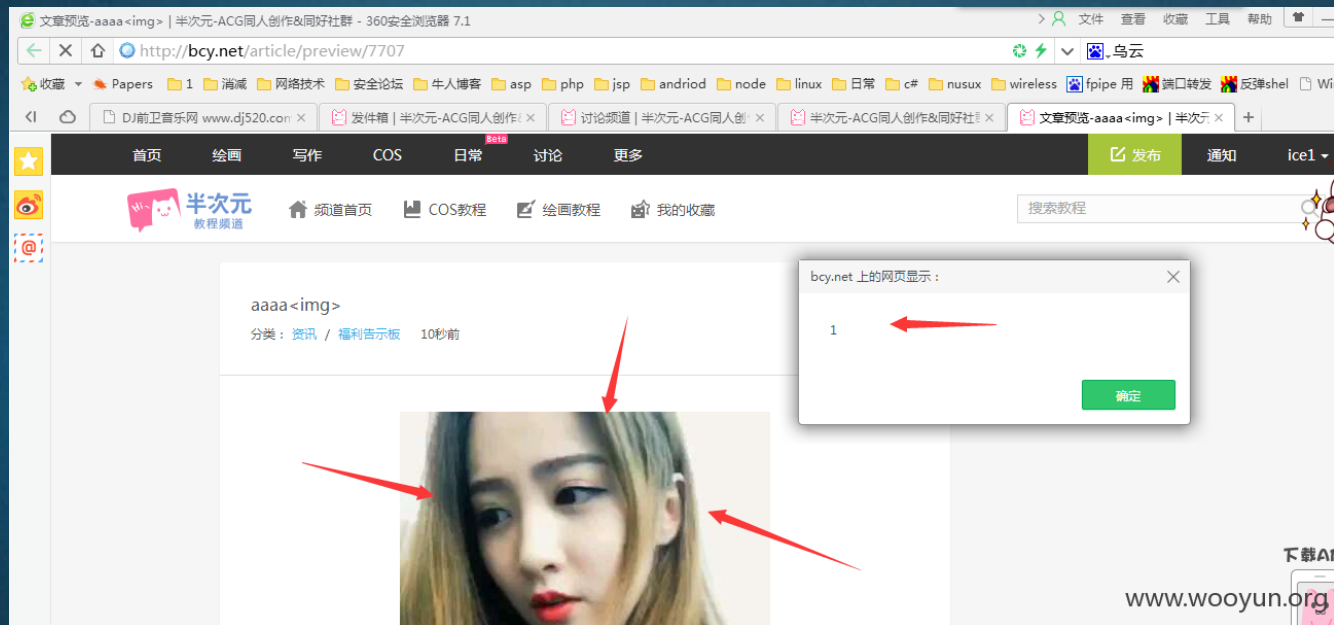 文章预览-aaaa<img> | 半次元-ACG同人创作&同好社群 - 360安全浏览器 7.1
文件 查看 收藏 工具 帮助
http://bcy.net/article/preview/7707
乌云
收藏 Papers 1 消减 网络技术 安全论坛 牛人博客 asp php jsp andriod node linux 日常 c# nusux wireless fpipe 用 端口转发 反弹shel Wi
DJ前卫音乐网 www.dj520.con 发件箱 | 半次元-ACG同人创作& 讨论频道 | 半次元-ACG同人创 半次元-ACG同人创作&同好社 文章预览-aaaa<img> | 半次元
首页 绘画 写作 COS 日常 Beta 讨论 更多 发布 通知 ice1
Hi、 半次元 频道首页 COS教程 绘画教程 我的收藏 搜索教程
教程频道
@
bcy.net 上的网页显示：
aaaa<img>
1
分类： 资讯 / 福利告示板 10秒前
确定
下载A
www.wooyun.org